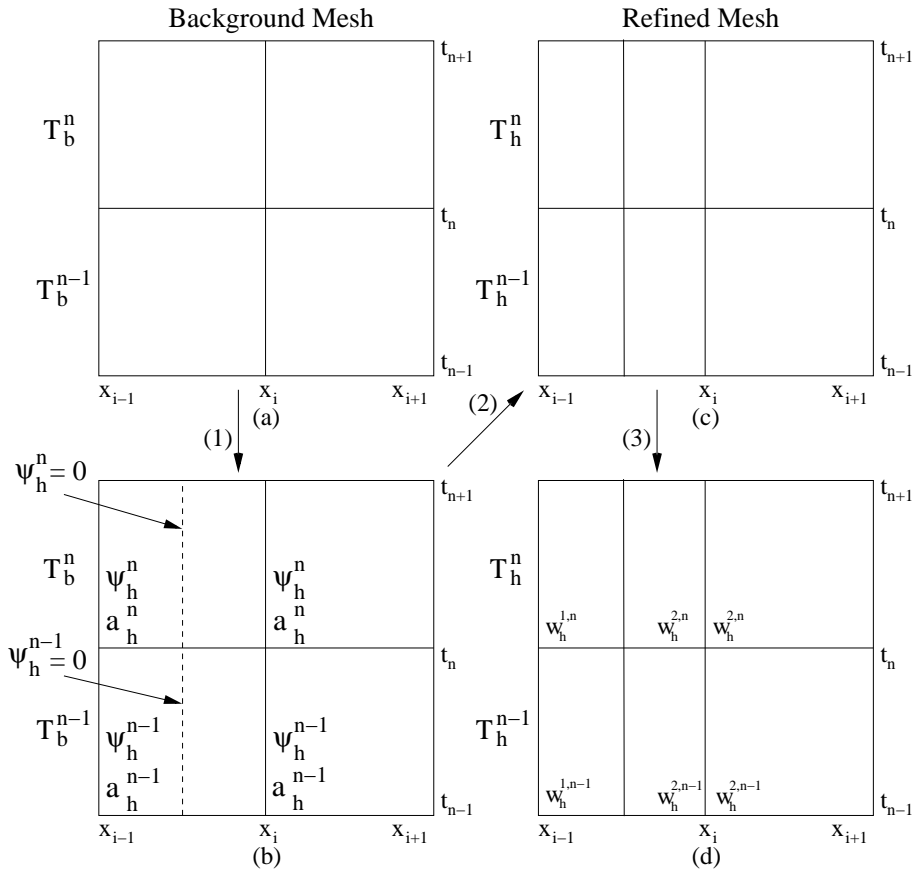 Background Mesh
Refined Mesh
t_{n+1}
T_b^n
t_n
T_b^{n−1}
t_{n−1}
x_{i−1} x_i x_{i+1}
(a)
t_{n+1}
T_h^n
t_n
T_h^{n−1}
t_{n−1}
x_{i−1} x_i x_{i+1}
(c)
(1)
(2)
(3)
ψ_h^n = 0
t_{n+1}
T_b^n
ψ_h^n ψ_h^n
a_h^n a_h^n
ψ_h^{n−1} = 0
t_n
T_b^{n−1}
ψ_h^{n−1} ψ_h^{n−1}
a_h^{n−1} a_h^{n−1}
t_{n−1}
x_{i−1} x_i x_{i+1}
(b)
t_{n+1}
T_h^n
w_h^{1,n} w_h^{2,n} w_h^{2,n}
t_n
T_h^{n−1}
w_h^{1,n−1} w_h^{2,n−1} w_h^{2,n−1}
t_{n−1}
x_{i−1} x_i x_{i+1}
(d)